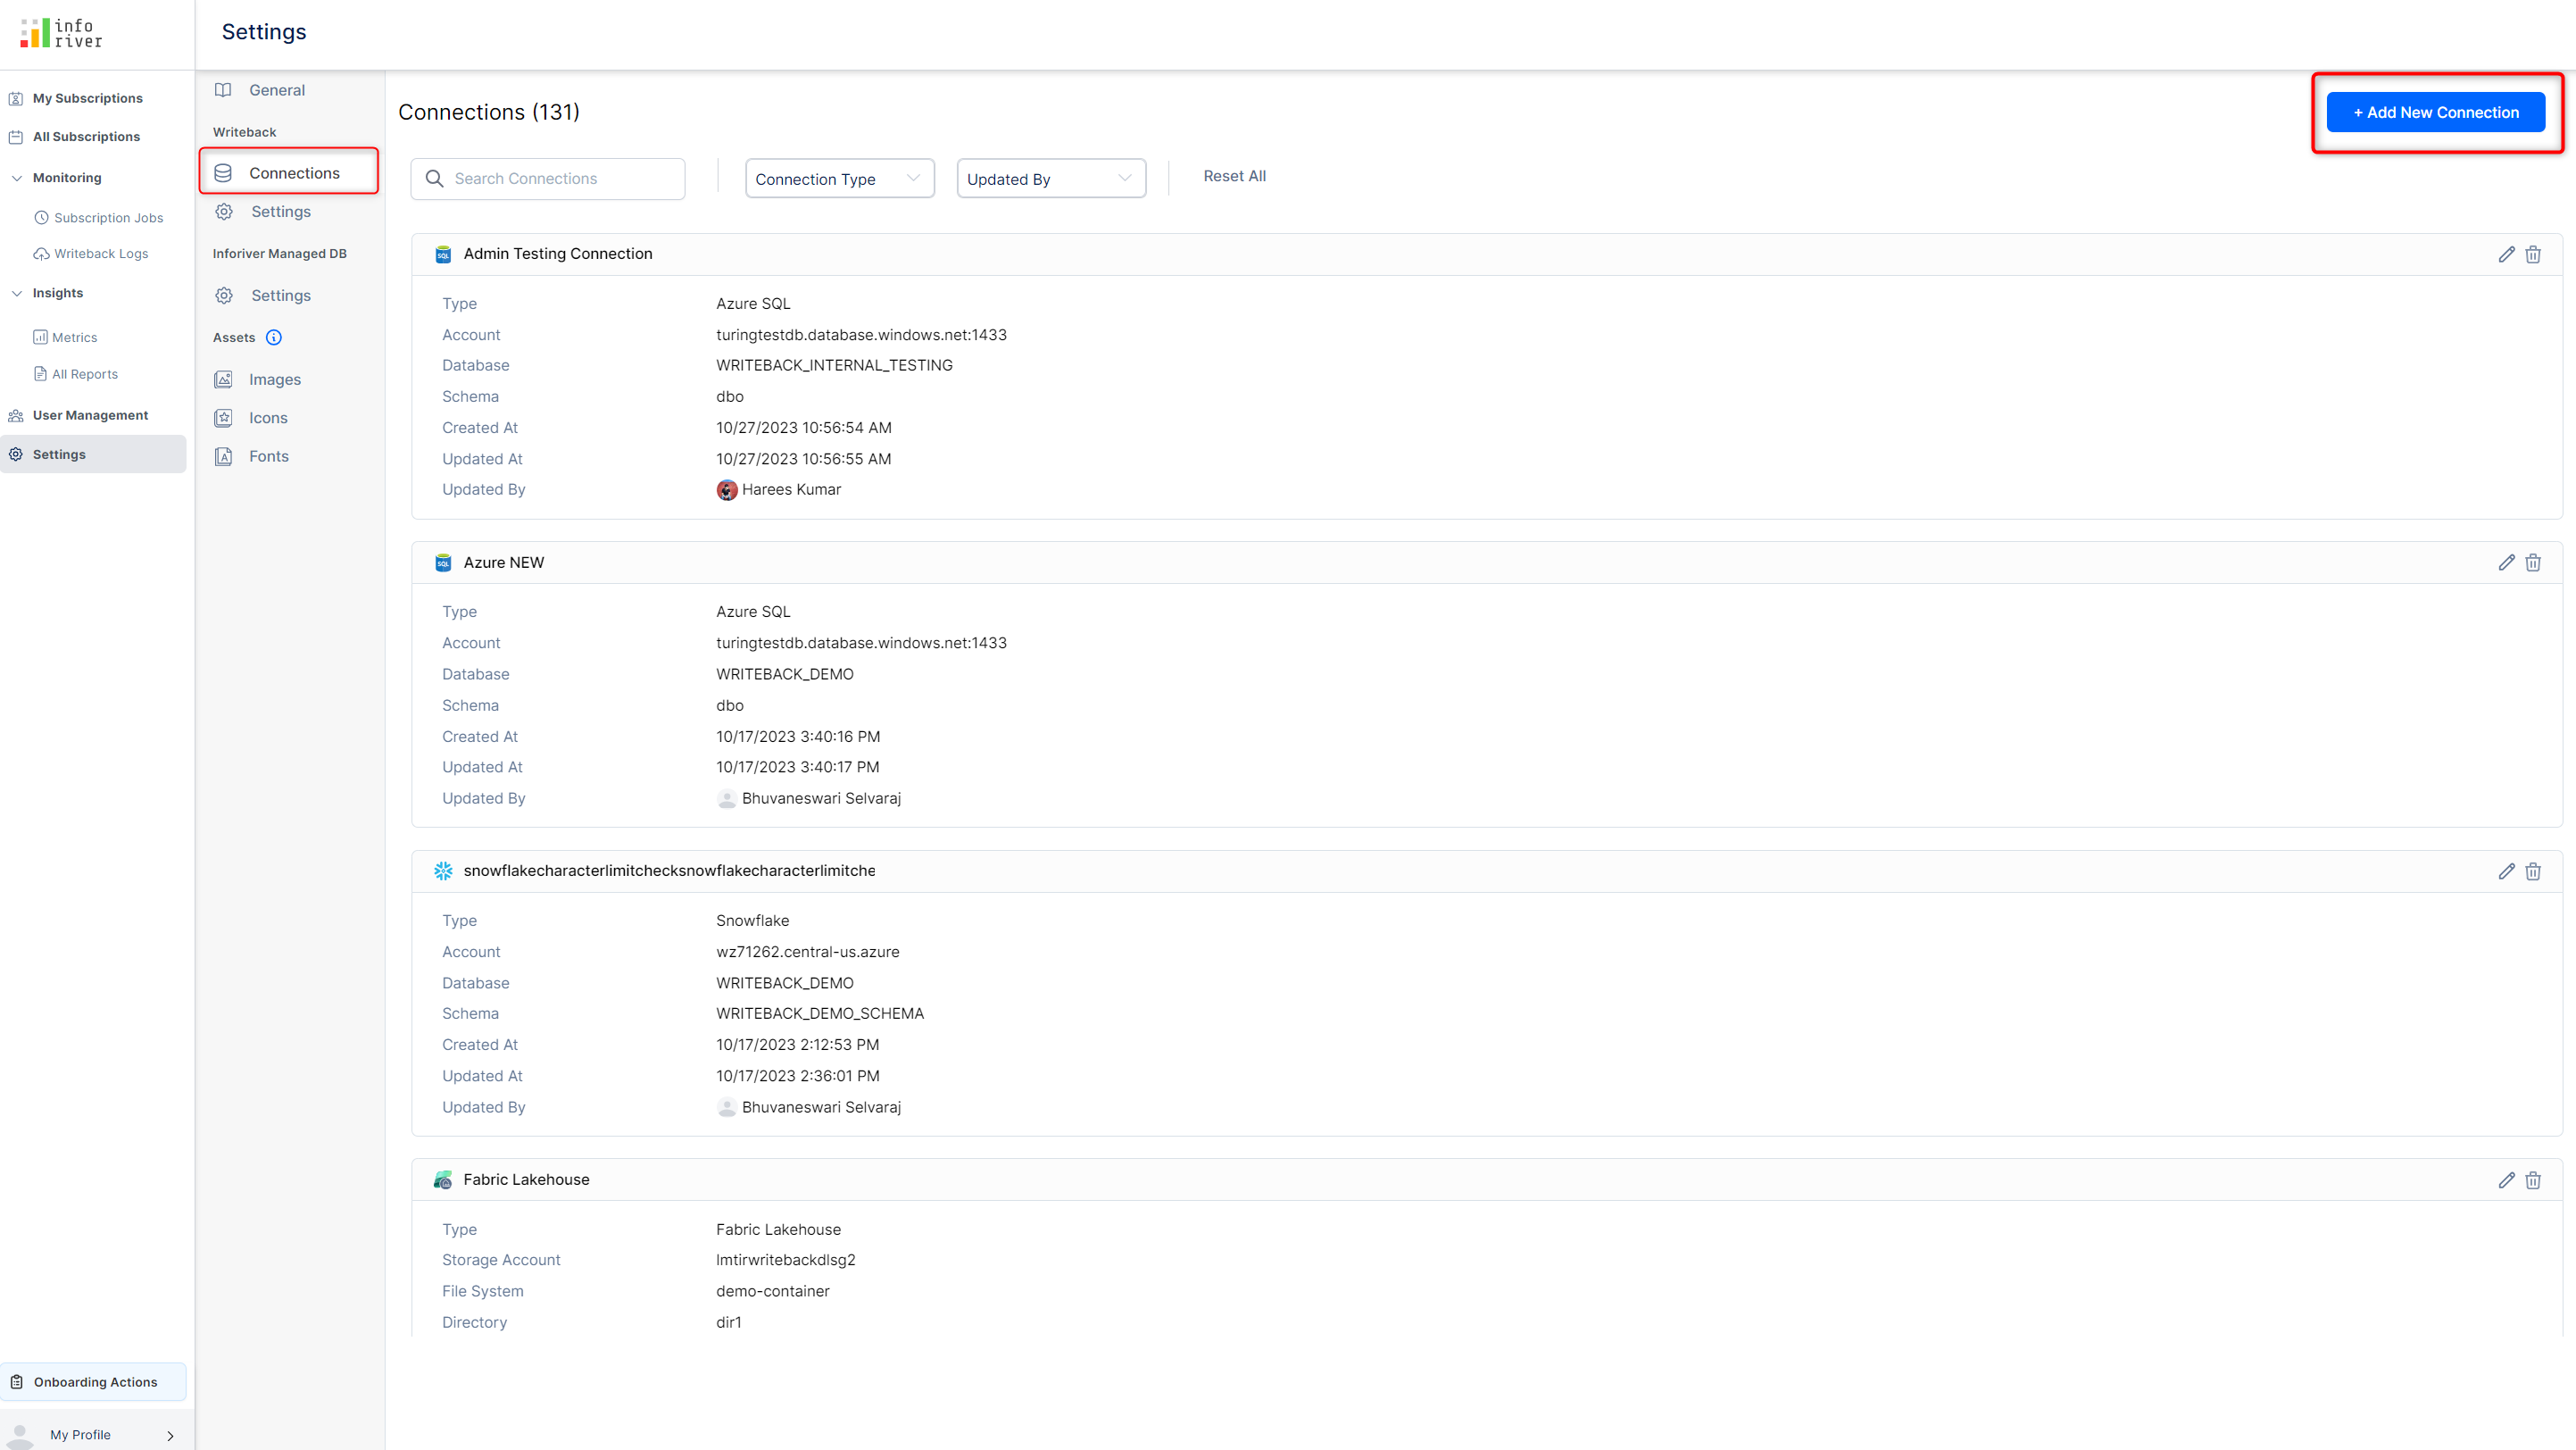 info
river
Settings
My Subscriptions
All Subscriptions
Monitoring
Subscription Jobs
Writeback Logs
Insights
Metrics
All Reports
User Management
Settings
Onboarding Actions
My Profile
General
Writeback
Connections
Settings
Inforiver Managed DB
Settings
Assets
Images
Icons
Fonts
Connections (131)
+ Add New Connection
Search Connections
Connection Type
Updated By
Reset All
Admin Testing Connection
Type Azure SQL
Account turingtestdb.database.windows.net:1433
Database WRITEBACK_INTERNAL_TESTING
Schema dbo
Created At 10/27/2023 10:56:54 AM
Updated At 10/27/2023 10:56:55 AM
Updated By Harees Kumar
Azure NEW
Type Azure SQL
Account turingtestdb.database.windows.net:1433
Database WRITEBACK_DEMO
Schema dbo
Created At 10/17/2023 3:40:16 PM
Updated At 10/17/2023 3:40:17 PM
Updated By Bhuvaneswari Selvaraj
snowflakecharacterlimitchecksnowflakecharacterlimitche
Type Snowflake
Account wz71262.central-us.azure
Database WRITEBACK_DEMO
Schema WRITEBACK_DEMO_SCHEMA
Created At 10/17/2023 2:12:53 PM
Updated At 10/17/2023 2:36:01 PM
Updated By Bhuvaneswari Selvaraj
Fabric Lakehouse
Type Fabric Lakehouse
Storage Account lmtirwritebackdlsg2
File System demo-container
Directory dir1